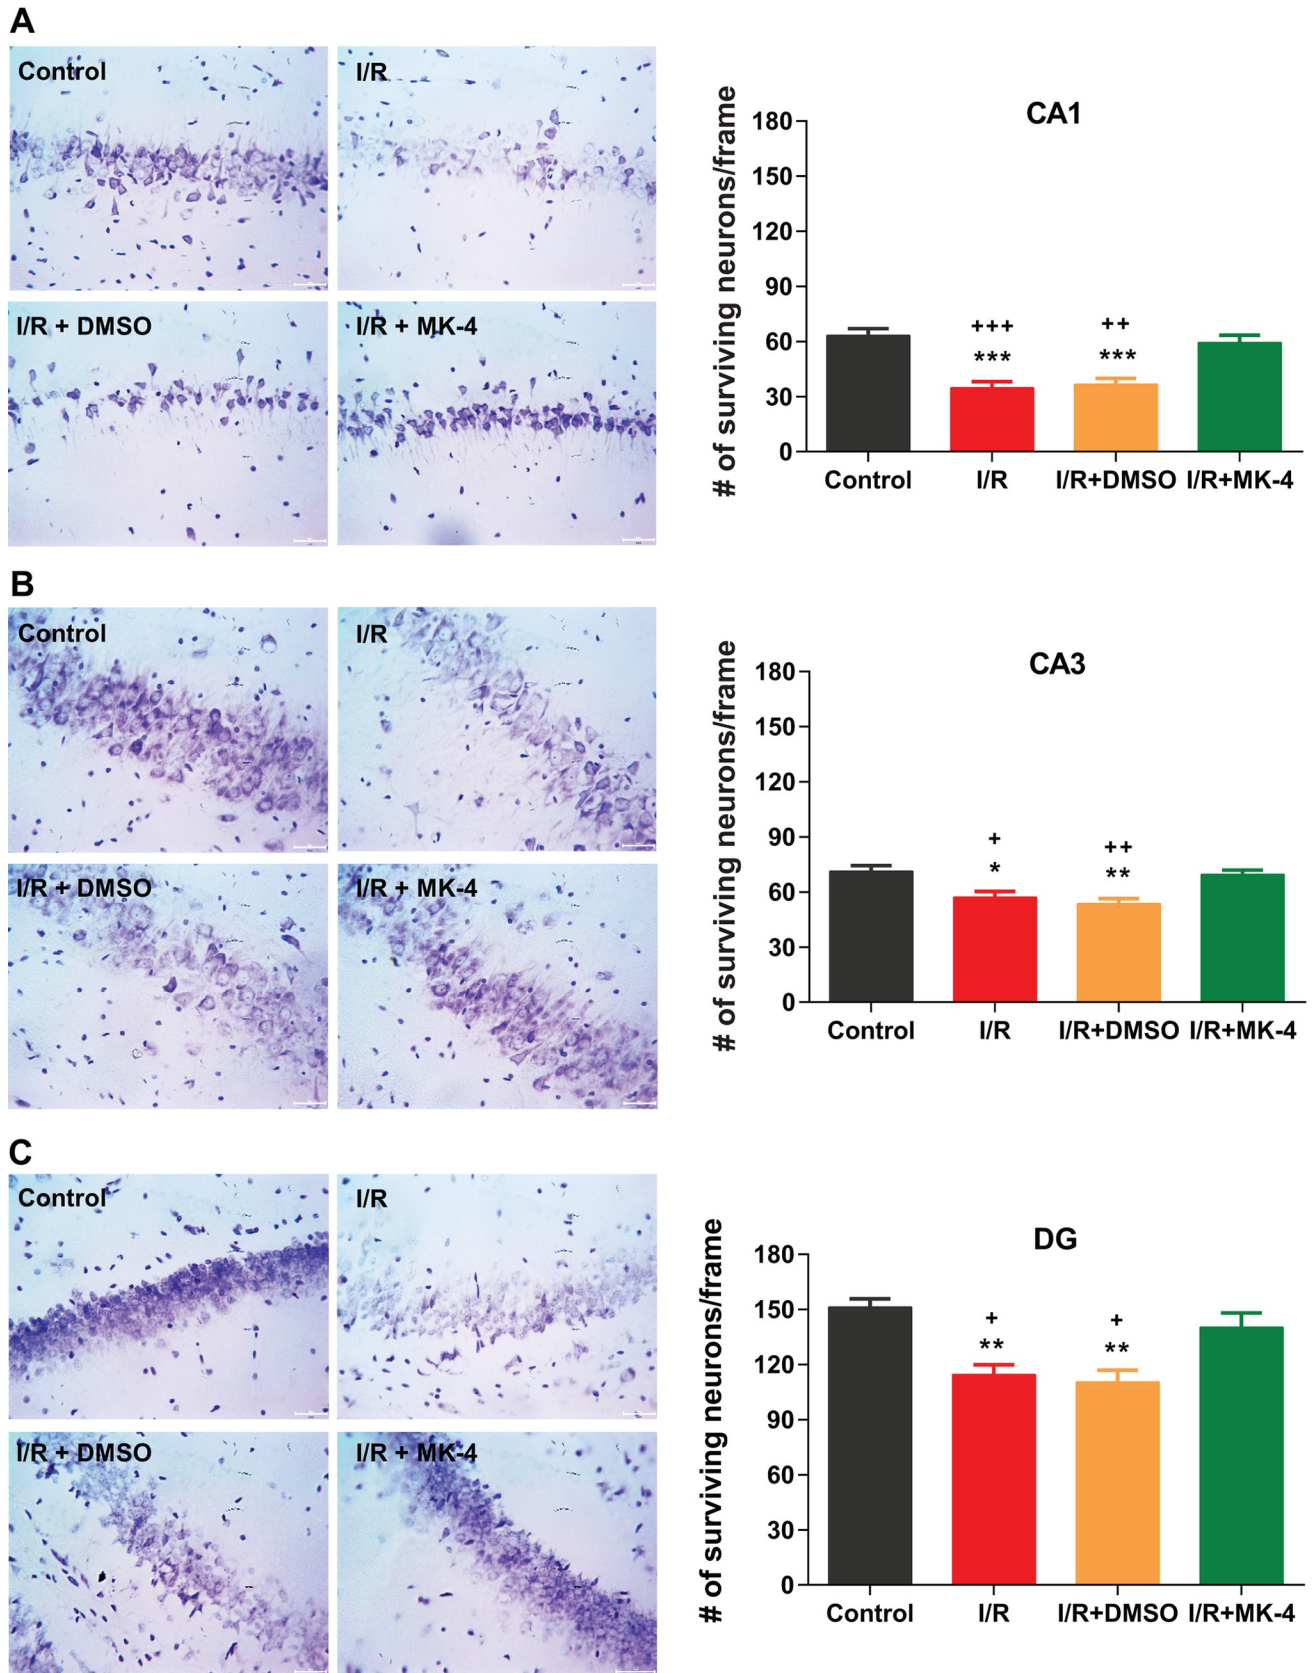 A
Control
I/R
I/R + DMSO
I/R + MK-4
CA1
# of surviving neurons/frame
180
150
120
90
60
30
0
+++
***
++
***
Control I/R I/R+DMSO I/R+MK-4
B
Control
I/R
I/R + DMSO
I/R + MK-4
CA3
# of surviving neurons/frame
180
150
120
90
60
30
0
+
*
++
**
Control I/R I/R+DMSO I/R+MK-4
C
Control
I/R
I/R + DMSO
I/R + MK-4
DG
# of surviving neurons/frame
180
150
120
90
60
30
0
+
**
+
**
Control I/R I/R+DMSO I/R+MK-4